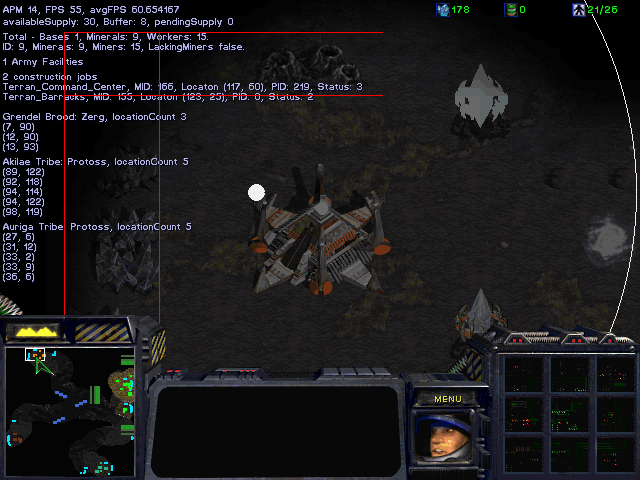 APM 14, FPS 55, avgFPS 60.654167
availableSupply: 30, Buffer: 8, pendingSupply 0
178
0
21/26
Total - Bases 1, Minerals: 9, Workers: 15.
ID: 9, Minerals: 9, Miners: 15, LackingMiners false.
1 Army Facilities
2 construction jobs
Terran_Command_Center, MID: 166, Locaton (117, 60), PID: 219, Status: 3
Terran_Barracks, MID: 155, Locaton (123, 25), PID: 0, Status: 2
Grendel Brood: Zerg, locationCount 3
(7, 90)
(12, 90)
(13, 93)
Akilae Tribe: Protoss, locationCount 5
(89, 122)
(92, 118)
(94, 114)
(94, 122)
(98, 119)
Auriga Tribe: Protoss, locationCount 5
(27, 6)
(31, 12)
(33, 2)
(33, 9)
(36, 6)
MENU